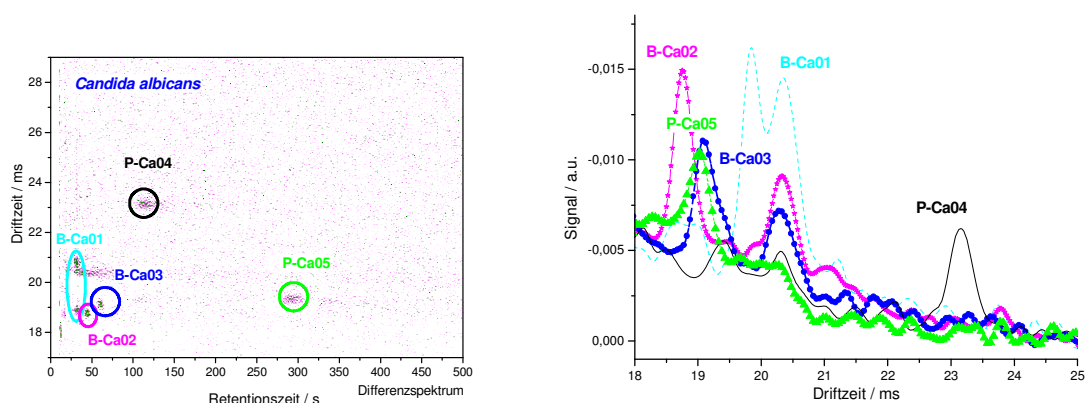 Candida albicans
P-Ca04
B-Ca01
B-Ca03
P-Ca05
B-Ca02
Driftzeit / ms
28
26
24
22
20
18
0 50 100 150 200 250 300 350 400 450 500
Retentionszeit / s
Differenzspektrum
B-Ca02
B-Ca01
P-Ca05
B-Ca03
P-Ca04
Signal / a.u.
-0,015
-0,010
-0,005
0,000
18 19 20 21 22 23 24 25
Driftzeit / ms